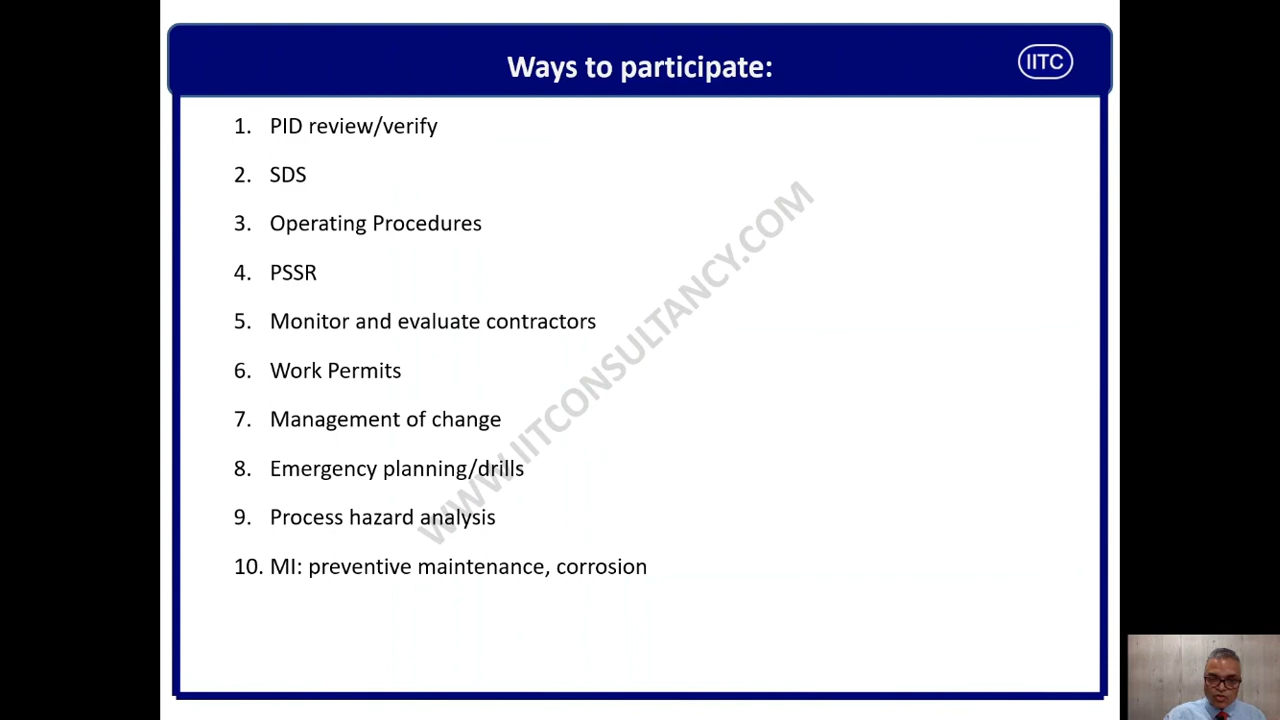 Ways to participate:
IITC
1. PID review/verify
2. SDS
3. Operating Procedures
4. PSSR
5. Monitor and evaluate contractors
6. Work Permits
7. Management of change
8. Emergency planning/drills
9. Process hazard analysis
10. MI: preventive maintenance, corrosion
WWW.IITCONSULTANCY.COM